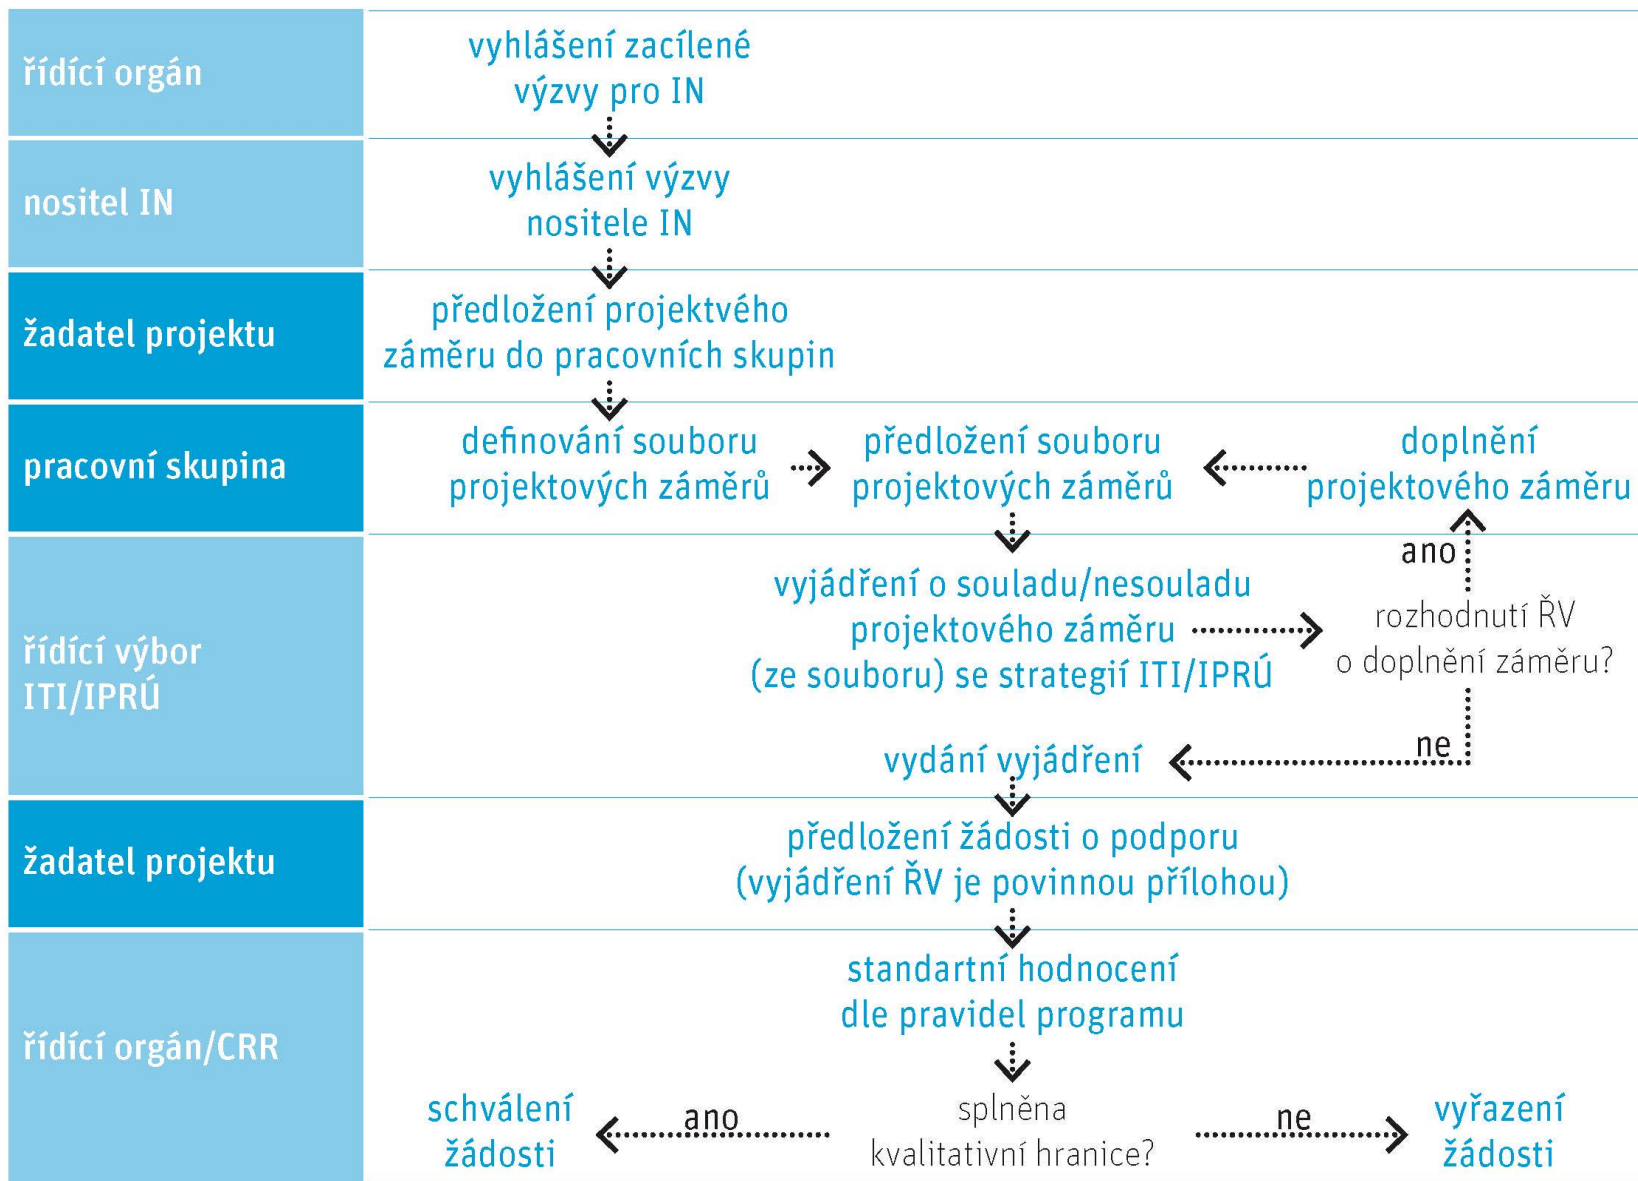 řídící orgán
vyhlášení zacílené
výzvy pro IN
nositel IN
vyhlášení výzvy
nositele IN
žadatel projektu
předložení projektvého
záměru do pracovních skupin
pracovní skupina
definování souboru
projektových záměrů
předložení souboru
projektových záměrů
doplnění
projektového záměru
řídící výbor
ITI/IPRÚ
vyjádření o souladu/nesouladu
projektového záměru
(ze souboru) se strategií ITI/IPRÚ
ano
rozhodnutí ŘV
o doplnění záměru?
ne
vydání vyjádření
žadatel projektu
předložení žádosti o podporu
(vyjádření ŘV je povinnou přílohou)
řídící orgán/CRR
standartní hodnocení
dle pravidel programu
schválení
žádosti
ano
splněna
kvalitativní hranice?
ne
vyřazení
žádosti